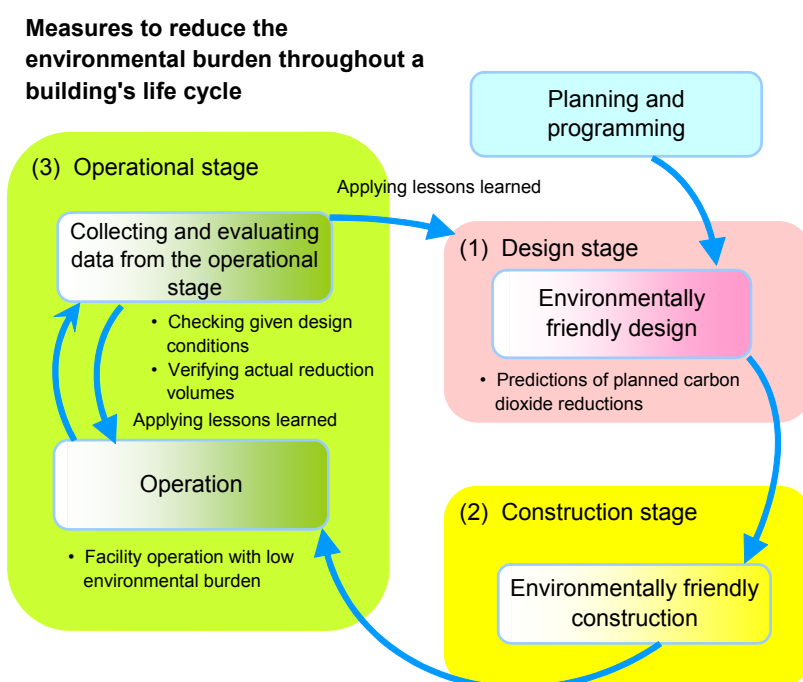 Measures to reduce the
environmental burden throughout a
building's life cycle
Planning and
programming
(3) Operational stage
Applying lessons learned
Collecting and evaluating
data from the operational
stage
• Checking given design
conditions
• Verifying actual reduction
volumes
Applying lessons learned
Operation
• Facility operation with low
environmental burden
(1) Design stage
Environmentally
friendly design
• Predictions of planned carbon
dioxide reductions
(2) Construction stage
Environmentally friendly
construction